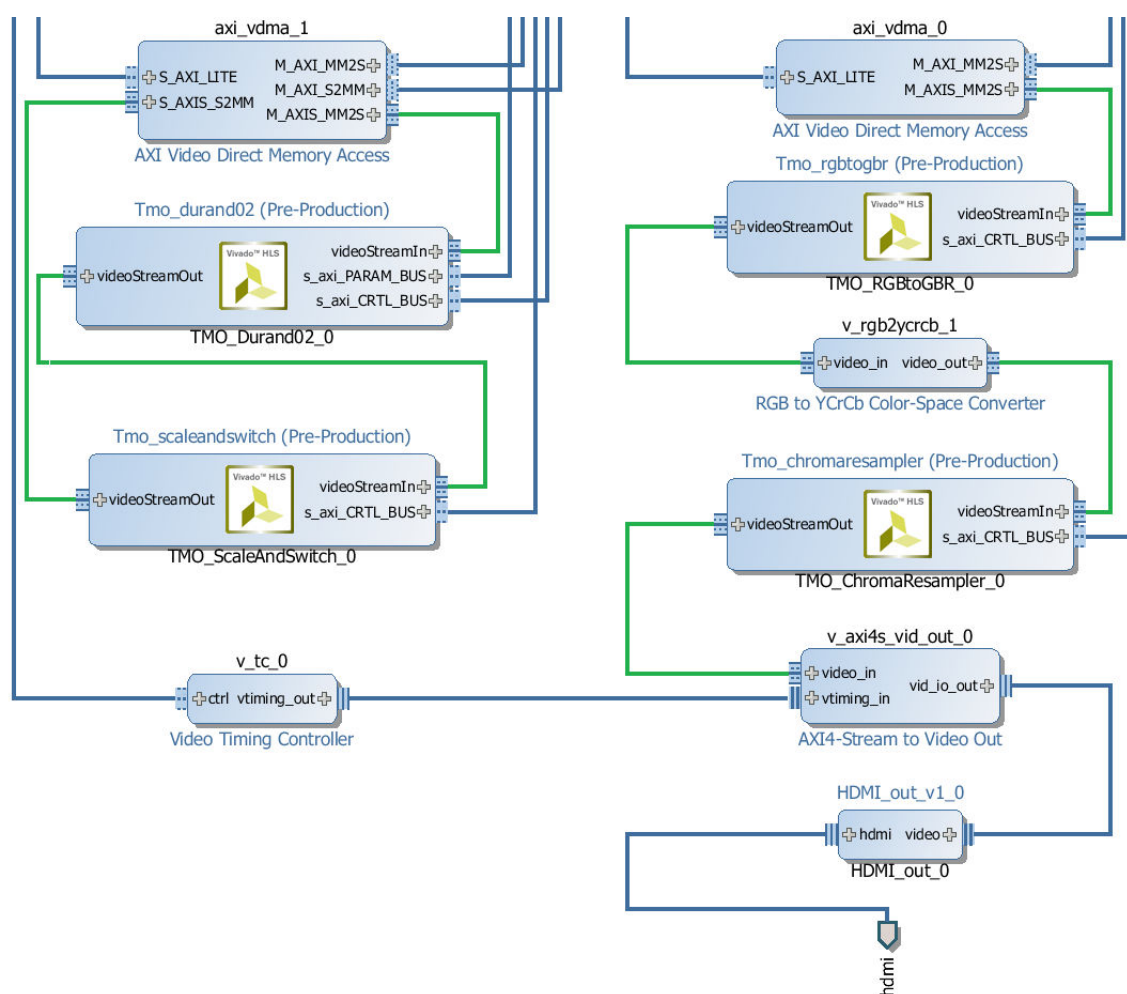 axi_vdma_1
S_AXI_LITE
S_AXIS_S2MM
M_AXI_MM2S
M_AXI_S2MM
M_AXIS_MM2S
AXI Video Direct Memory Access
Tmo_durand02 (Pre-Production)
videoStreamOut
Vivado™ HLS
videoStreamIn
s_axi_PARAM_BUS
s_axi_CRTL_BUS
TMO_Durand02_0
Tmo_scaleandswitch (Pre-Production)
videoStreamOut
Vivado™ HLS
videoStreamIn
s_axi_CRTL_BUS
TMO_ScaleAndSwitch_0
v_tc_0
ctrl vtiming_out
Video Timing Controller
axi_vdma_0
S_AXI_LITE
M_AXI_MM2S
M_AXIS_MM2S
AXI Video Direct Memory Access
Tmo_rgbtogbr (Pre-Production)
videoStreamOut
Vivado™ HLS
videoStreamIn
s_axi_CRTL_BUS
TMO_RGBtoGBR_0
v_rgb2ycrcb_1
video_in video_out
RGB to YCrCb Color-Space Converter
Tmo_chromaresampler (Pre-Production)
videoStreamOut
Vivado™ HLS
videoStreamIn
s_axi_CRTL_BUS
TMO_ChromaResampler_0
v_axi4s_vid_out_0
video_in
vtiming_in
vid_io_out
AXI4-Stream to Video Out
HDMI_out_v1_0
hdmi video
HDMI_out_0
hdmi